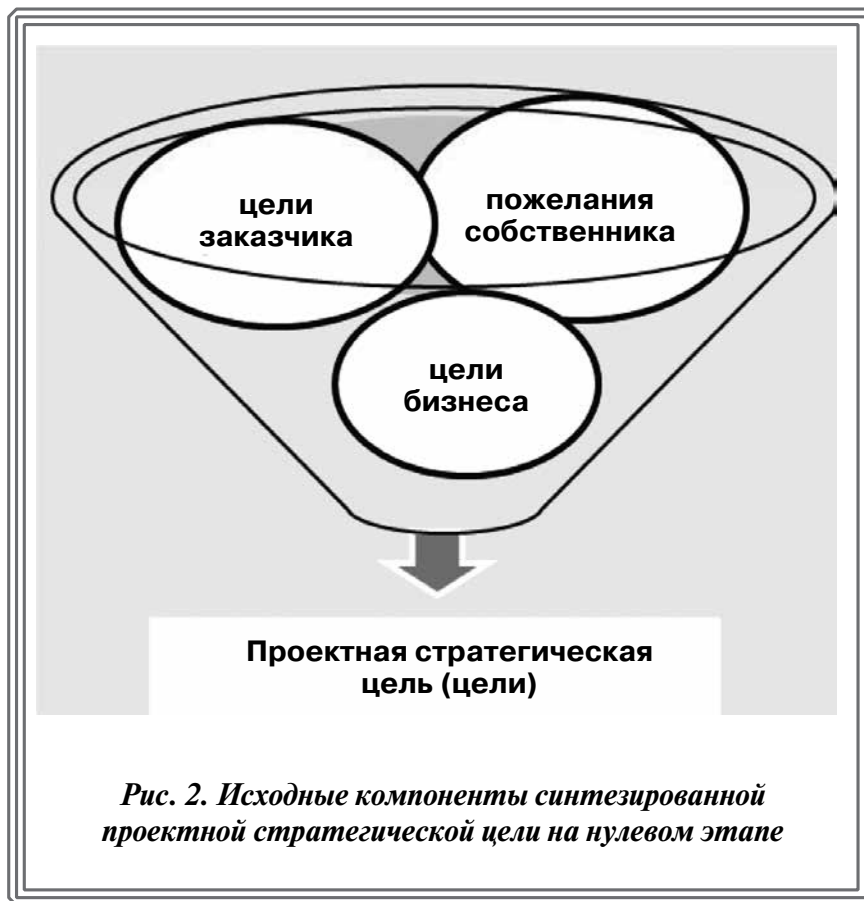 цели
заказчика
пожелания
собственника
цели
бизнеса
Проектная стратегическая
цель (цели)
Рис. 2. Исходные компоненты синтезированной
проектной стратегической цели на нулевом этапе